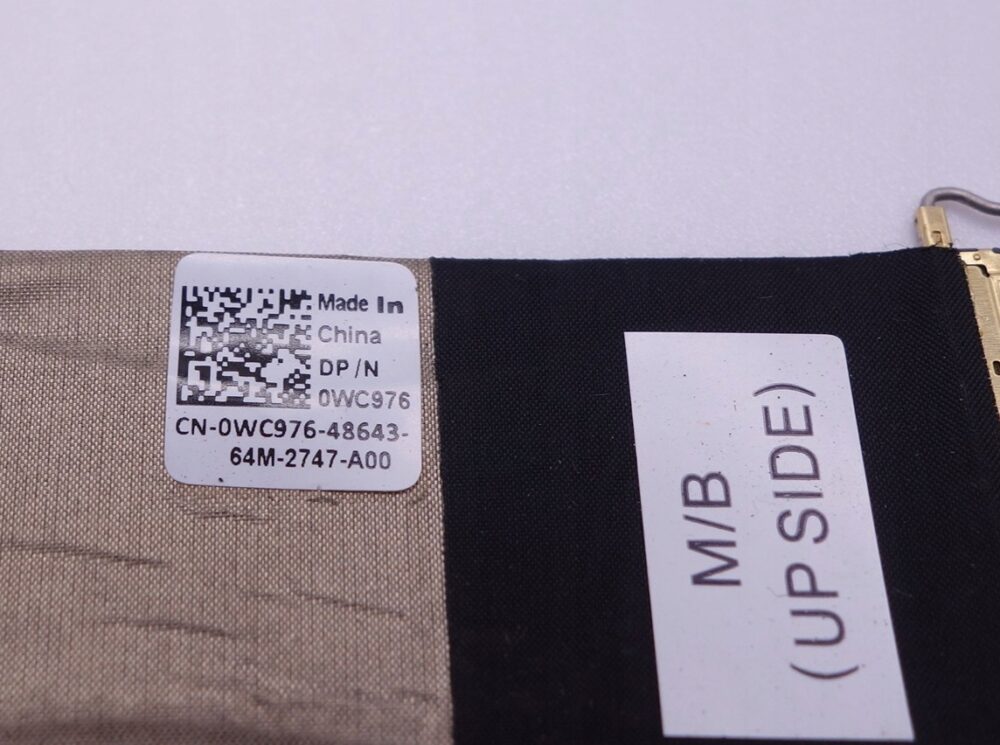 Made In
China
DP/N
0WC976
CN-0WC976-48643-
64M-2747-A00
M/B
(UP SIDE)